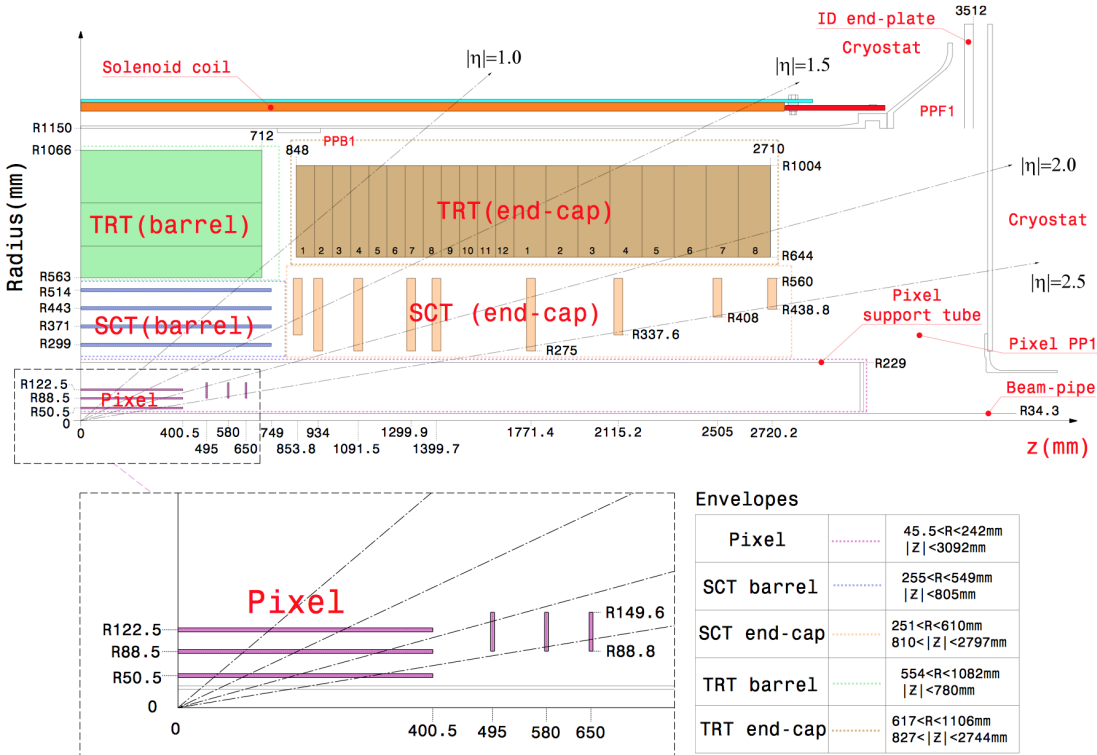 ID end-plate
3512
Cryostat
|η|=1.0
|η|=1.5
Solenoid coil
PPF1
R1150
712
PPB1
R1066
848
2710
R1004
|η|=2.0
TRT(barrel)
TRT(end-cap)
Cryostat
Radius(mm)
1 2 3 4 5 6 7 8 9 10 11 12 1 2 3 4 5 6 7 8
R644
R563
R560
|η|=2.5
R514
R443
R371
R299
SCT(barrel)
SCT (end-cap)
R438.8
R408
R337.6
R275
Pixel
support tube
Pixel PP1
R229
R122.5
R88.5
R50.5
Pixel
Beam-pipe
R34.3
0
0
400.5
495
580
650
749
853.8
934
1091.5
1299.9
1399.7
1771.4
2115.2
2505
2720.2
z(mm)
Pixel
R122.5
R88.5
R50.5
0
R149.6
R88.8
0
400.5
495
580
650
Envelopes
Pixel
45.5<R<242mm
|Z|<3092mm
SCT barrel
255<R<549mm
|Z|<805mm
SCT end-cap
251<R<610mm
810<|Z|<2797mm
TRT barrel
554<R<1082mm
|Z|<780mm
TRT end-cap
617<R<1106mm
827<|Z|<2744mm